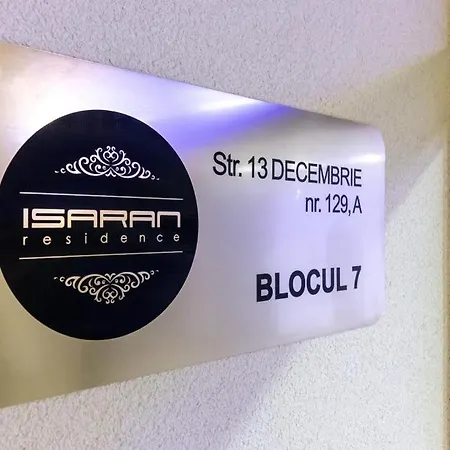 ISARAN
residence
Str. 13 DECEMBRIE
nr. 129, A
BLOCUL 7